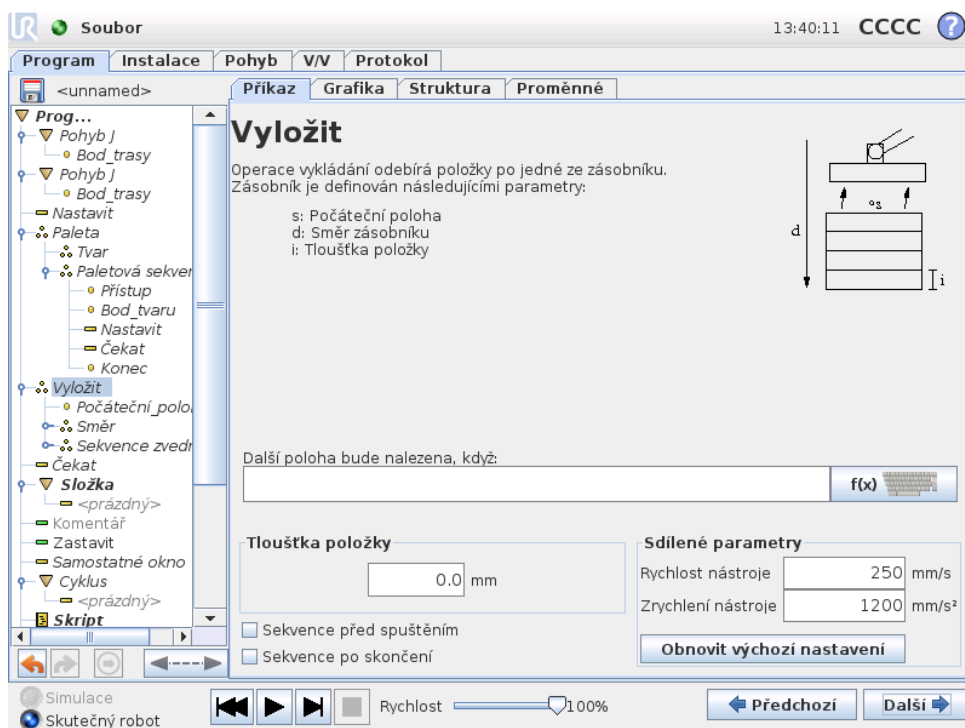 UR Soubor 13:40:11 CCCC ?
Program Instalace Pohyb V/V Protokol
<unnamed>
Příkaz Grafika Struktura Proměnné
Prog...
Pohyb J
Bod_trasy
Pohyb J
Bod_trasy
Nastavit
Paleta
Tvar
Paletová sekver
Přístup
Bod_tvaru
Nastavit
Čekat
Konec
Vyložit
Počáteční_polo
Směr
Sekvence zvedr
Čekat
Složka
<prázdný>
Komentář
Zastavit
Samostatné okno
Cyklus
<prázdný>
Skript
Vyložit
Operace vykládání odebírá položky po jedné ze zásobníku.
Zásobník je definován následujícími parametry:
s: Počáteční poloha
d: Směr zásobníku
i: Tloušťka položky
s
d
i
Další poloha bude nalezena, když:
f(x)
Tloušťka položky
0.0 mm
Sekvence před spuštěním
Sekvence po skončení
Sdílené parametry
Rychlost nástroje 250 mm/s
Zrychlení nástroje 1200 mm/s²
Obnovit výchozí nastavení
Simulace
Skutečný robot
Rychlost 100%
Předchozí Další